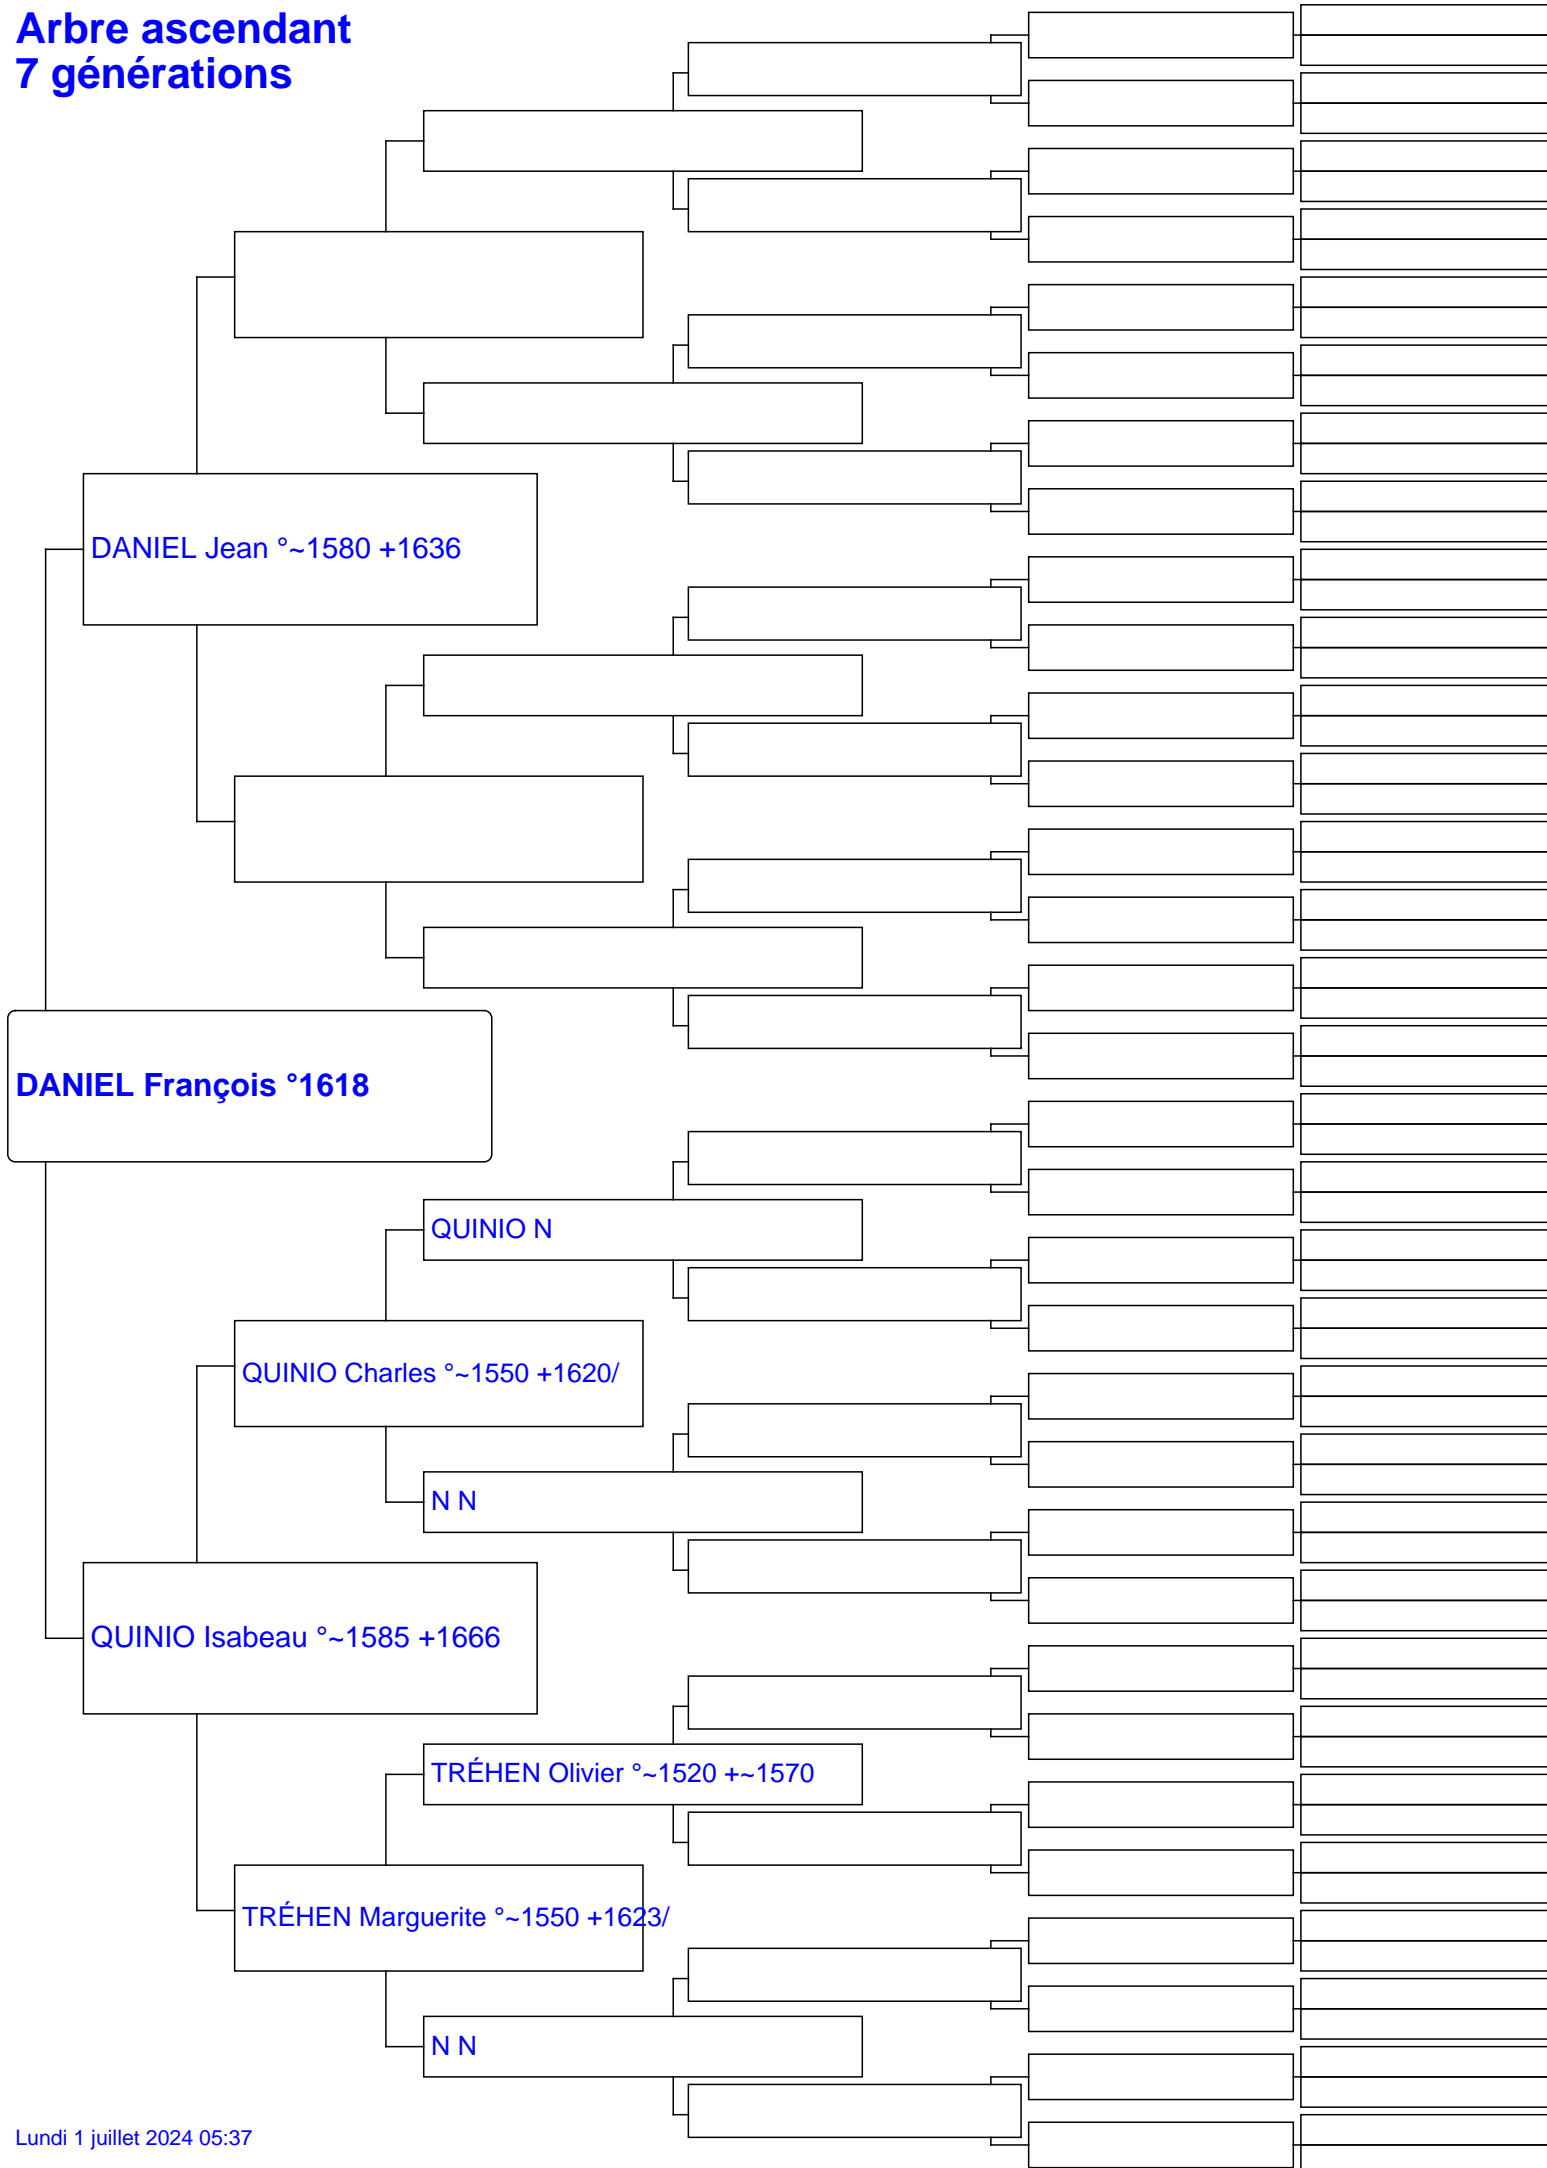 Arbre ascendant
7 générations
DANIEL Jean °~1580 +1636
DANIEL François °1618
QUINIO N
QUINIO Charles °~1550 +1620/
N N
QUINIO Isabeau °~1585 +1666
TRÉHEN Olivier °~1520 +~1570
TRÉHEN Marguerite °~1550 +1623/
N N
Lundi 1 juillet 2024 05:37